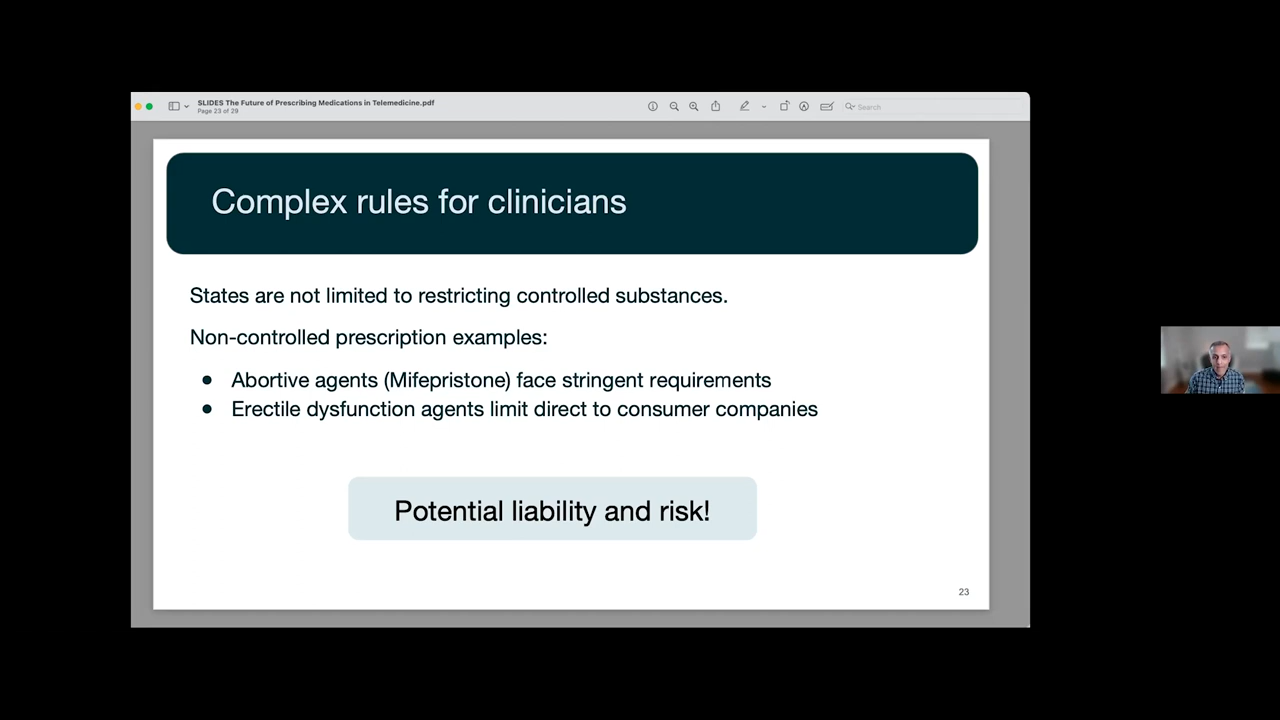 SLIDES The Future of Prescribing Medications in Telemedicine.pdf
Page 23 of 29
Search
Complex rules for clinicians
States are not limited to restricting controlled substances.
Non-controlled prescription examples:
● Abortive agents (Mifepristone) face stringent requirements
● Erectile dysfunction agents limit direct to consumer companies
Potential liability and risk!
23